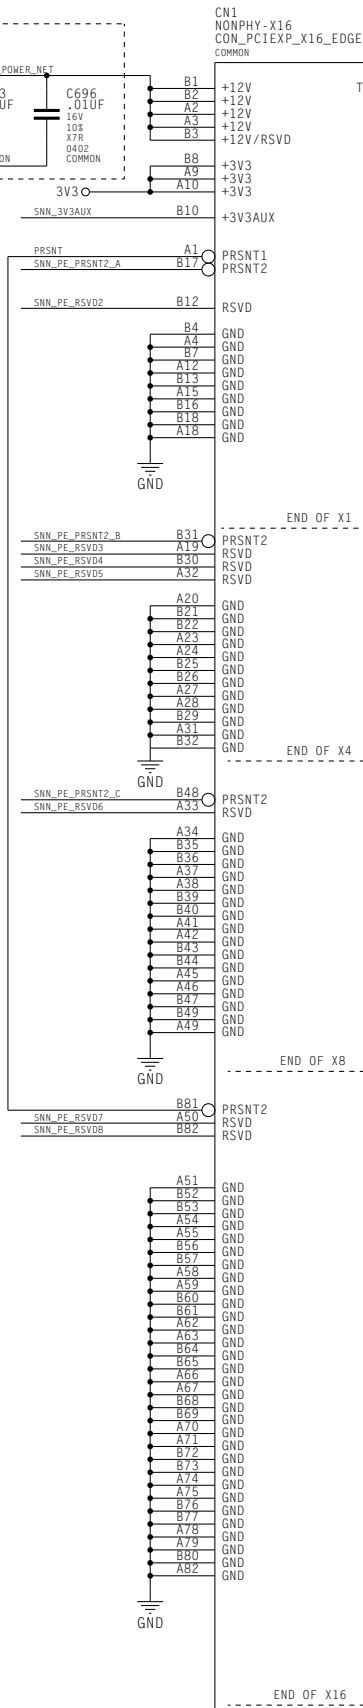 CN1
NONPHY-X16
CON_PCIEXP_X16_EDGE
COMMON
POWER_NET
C696
.01UF
16V
10%
X7R
0402
COMMON
3V3
B1 +12V
B2 +12V
A2 +12V
A3 +12V
B3 +12V/RSVD
B8 +3V3
A9 +3V3
A10 +3V3
SNN_3V3AUX B10 +3V3AUX
PRSNT A1 PRSNT1
SNN_PE_PRSNT2_A B17 PRSNT2
SNN_PE_RSVD2 B12 RSVD
B4 GND
A4 GND
B7 GND
A12 GND
B13 GND
A15 GND
B16 GND
B18 GND
A18 GND
GND
END OF X1
SNN_PE_PRSNT2_B B31 PRSNT2
SNN_PE_RSVD3 A19 RSVD
SNN_PE_RSVD4 B30 RSVD
SNN_PE_RSVD5 A32 RSVD
A20 GND
B21 GND
B22 GND
A23 GND
A24 GND
B25 GND
B26 GND
A27 GND
A28 GND
B29 GND
A31 GND
B32 GND
END OF X4
GND
SNN_PE_PRSNT2_C B48 PRSNT2
SNN_PE_RSVD6 A33 RSVD
A34 GND
B35 GND
B36 GND
A37 GND
A38 GND
B39 GND
B40 GND
A41 GND
A42 GND
B43 GND
B44 GND
A45 GND
A46 GND
B47 GND
B49 GND
A49 GND
GND
END OF X8
B81 PRSNT2
SNN_PE_RSVD7 A50 RSVD
SNN_PE_RSVD8 B82 RSVD
A51 GND
B52 GND
B53 GND
A54 GND
A55 GND
B56 GND
B57 GND
A58 GND
A59 GND
B60 GND
B61 GND
A62 GND
A63 GND
B64 GND
B65 GND
A66 GND
A67 GND
B68 GND
B69 GND
A70 GND
A71 GND
B72 GND
B73 GND
A74 GND
A75 GND
B76 GND
B77 GND
A78 GND
A79 GND
B80 GND
A82 GND
GND
END OF X16